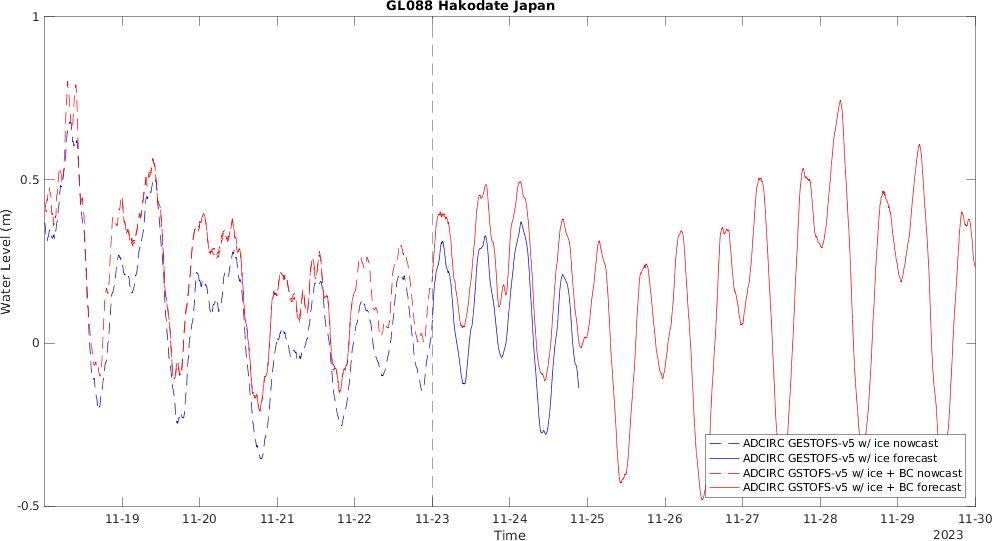 GL088 Hakodate Japan
1
0.5
0
-0.5
Water Level (m)
ADCIRC GESTOFS-v5 w/ ice nowcast
ADCIRC GESTOFS-v5 w/ ice forecast
ADCIRC GSTOFS-v5 w/ ice + BC nowcast
ADCIRC GSTOFS-v5 w/ ice + BC forecast
11-19 11-20 11-21 11-22 11-23 11-24 11-25 11-26 11-27 11-28 11-29 11-30
Time
2023